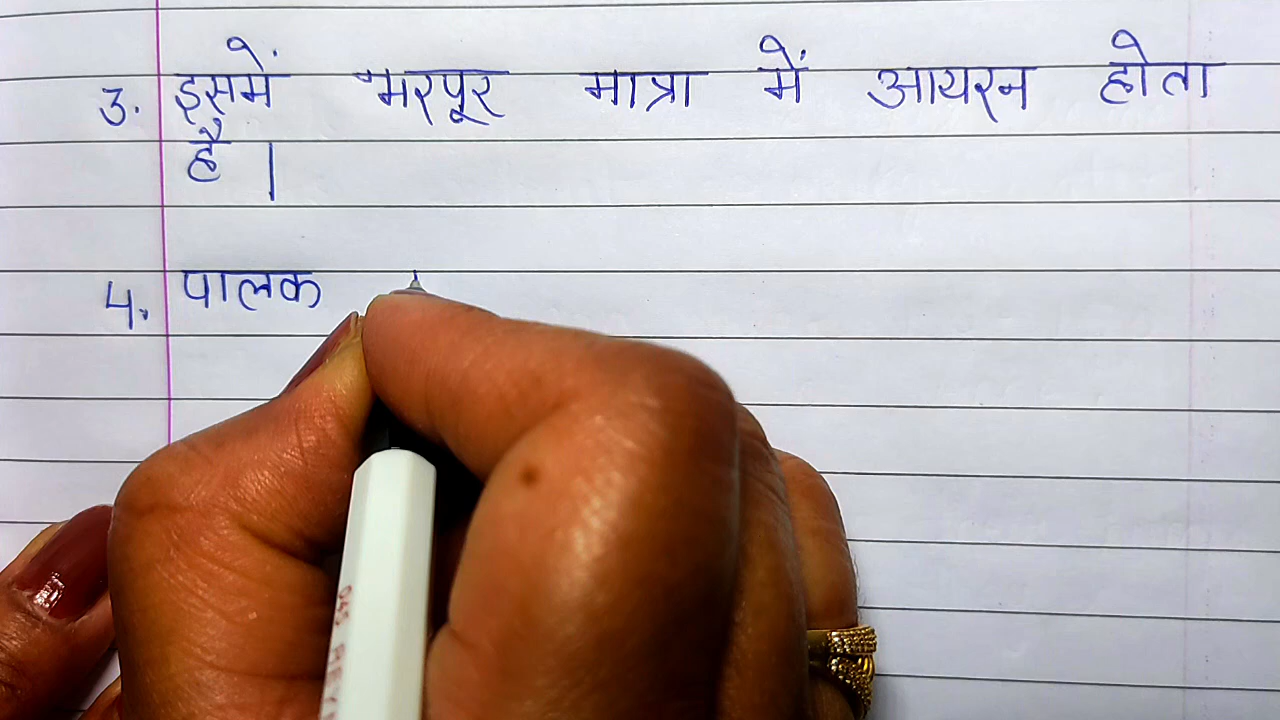 3. इसमें भरपूर मात्रा में आयरन होता
है |
4. पालक